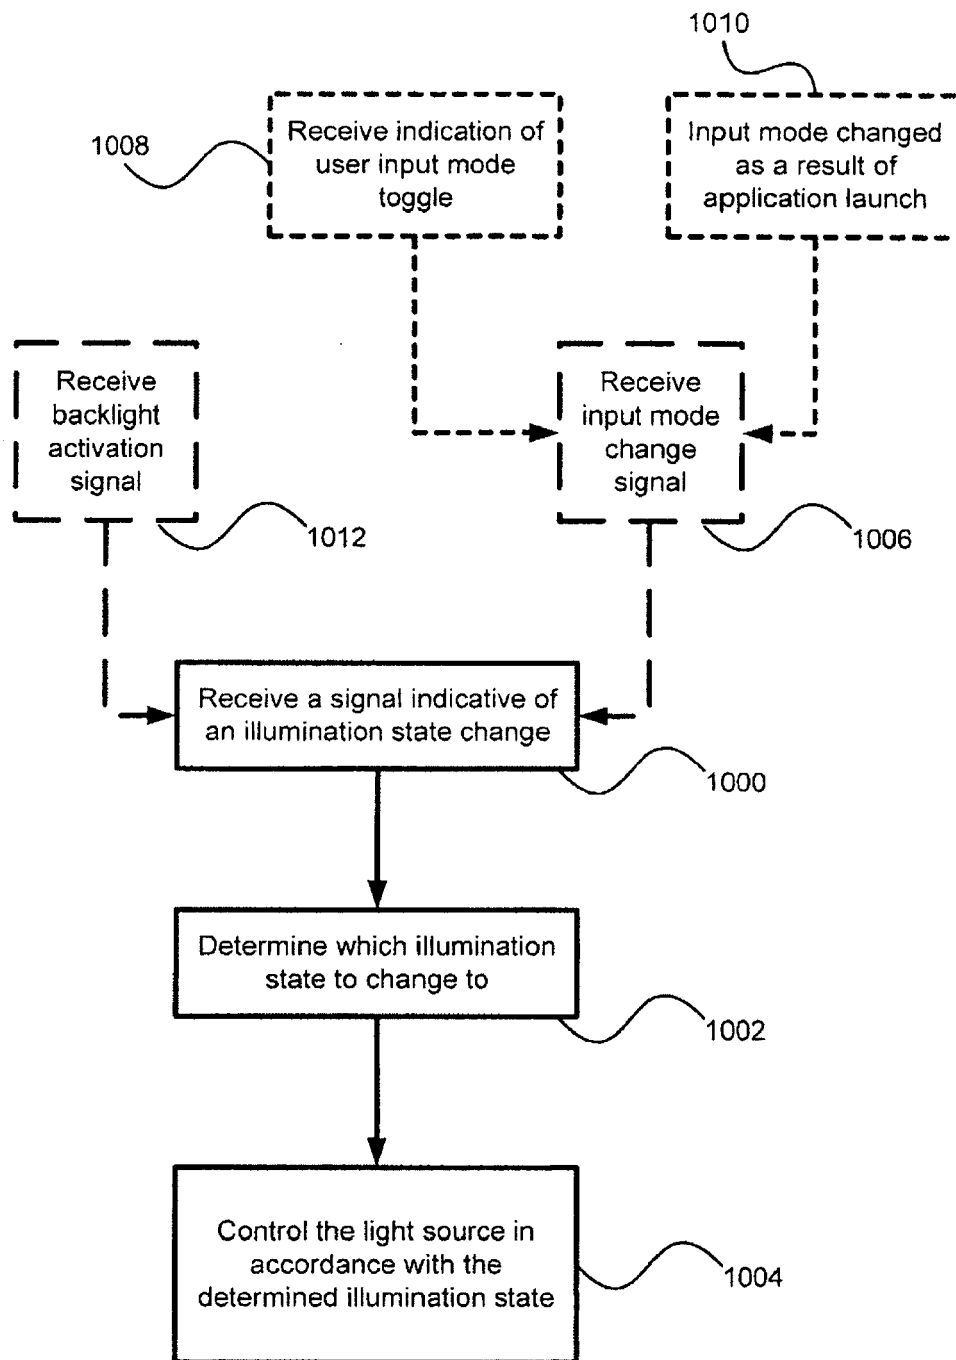 1010
1008
Receive indication of
user input mode
toggle
Input mode changed
as a result of
application launch
Receive
backlight
activation
signal
Receive
input mode
change
signal
1012
1006
Receive a signal indicative of
an illumination state change
1000
Determine which illumination
state to change to
1002
Control the light source in
accordance with the
determined illumination state
1004